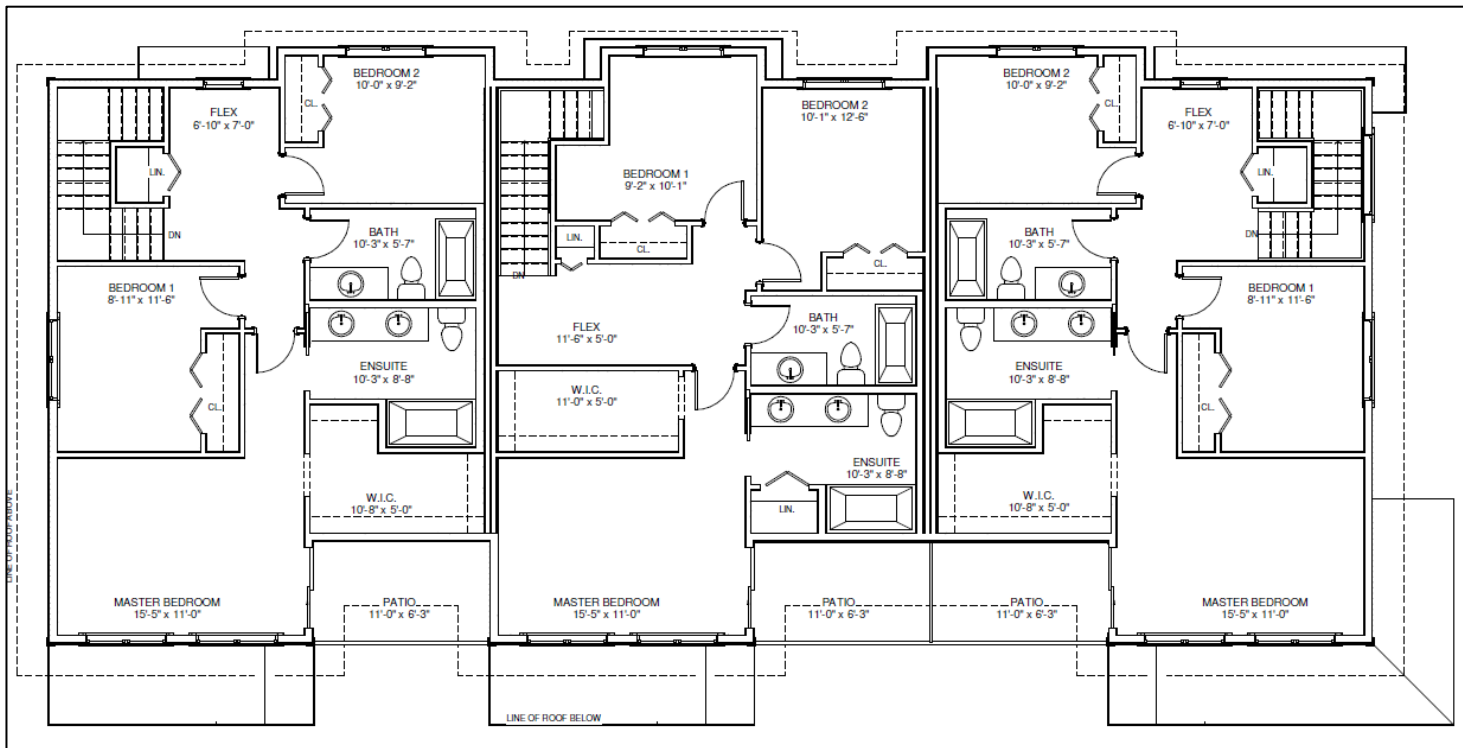 FLEX
6'-10" x 7'-0"
CL.
BEDROOM 2
10'-0" x 9'-2"
LIN.
DN
BATH
10'-3" x 5'-7"
BEDROOM 1
8'-11" x 11'-6"
CL.
ENSUITE
10'-3" x 8'-8"
W.I.C.
10'-8" x 5'-0"
MASTER BEDROOM
15'-5" x 11'-0"
PATIO
11'-0" x 6'-3"
LINE OF ROOF ABOVE
BEDROOM 1
9'-2" x 10'-1"
BEDROOM 2
10'-1" x 12'-6"
LIN.
CL.
CL.
DN
FLEX
11'-6" x 5'-0"
BATH
10'-3" x 5'-7"
W.I.C.
11'-0" x 5'-0"
ENSUITE
10'-3" x 8'-8"
LIN.
MASTER BEDROOM
15'-5" x 11'-0"
PATIO
11'-0" x 6'-3"
LINE OF ROOF BELOW
BEDROOM 2
10'-0" x 9'-2"
CL.
FLEX
6'-10" x 7'-0"
LIN.
DN
BATH
10'-3" x 5'-7"
BEDROOM 1
8'-11" x 11'-6"
CL.
ENSUITE
10'-3" x 8'-8"
W.I.C.
10'-8" x 5'-0"
PATIO
11'-0" x 6'-3"
MASTER BEDROOM
15'-5" x 11'-0"